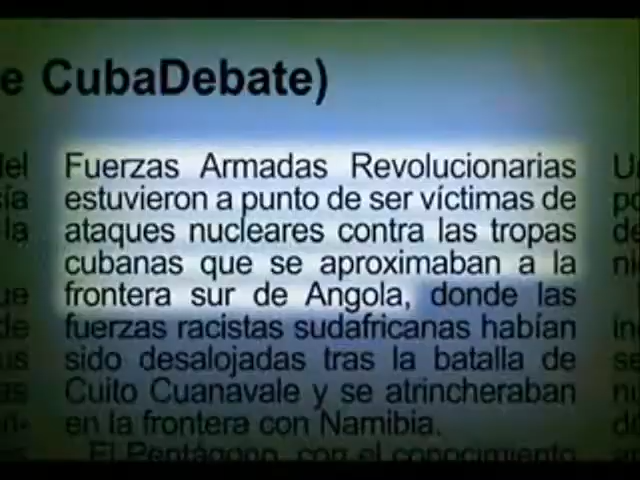 e CubaDebate)
Fuerzas Armadas Revolucionarias
estuvieron a punto de ser víctimas de
ataques nucleares contra las tropas
cubanas que se aproximaban a la
frontera sur de Angola, donde las
fuerzas racistas sudafricanas habían
sido desalojadas tras la batalla de
Cuito Cuanavale y se atrincheraban
en la frontera con Namibia.
El Pentágono, con el conocimiento